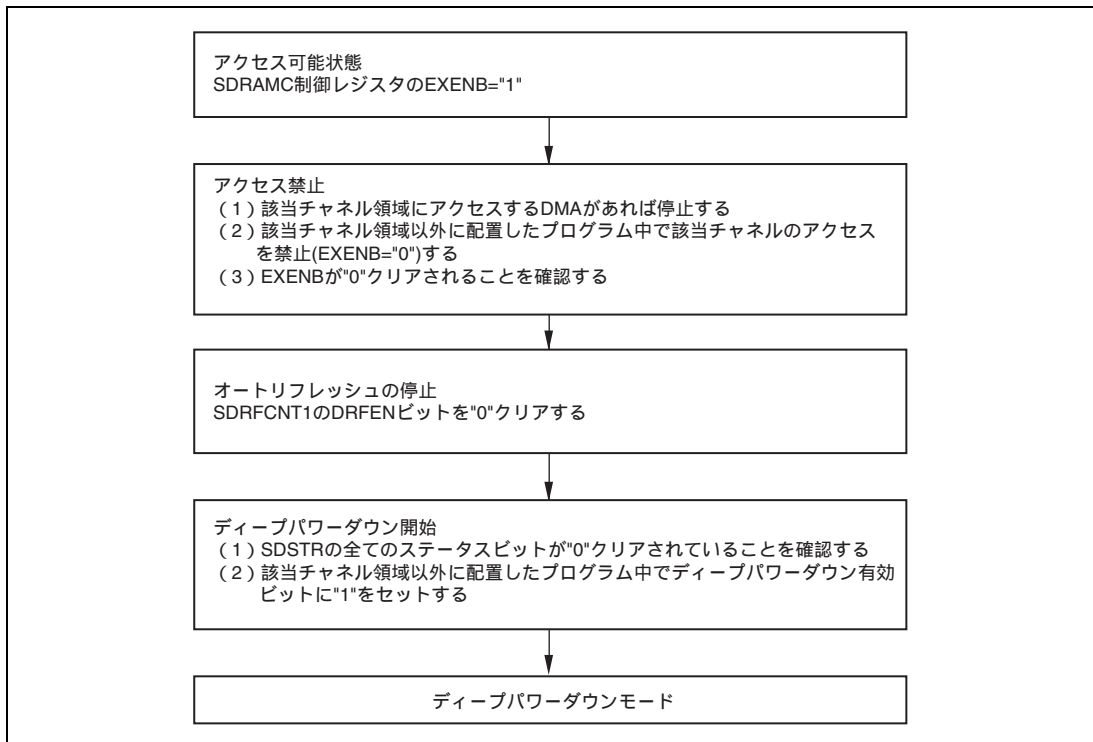 アクセス可能状態
SDRAMC制御レジスタのEXENB="1"
アクセス禁止
（1）該当チャネル領域にアクセスするDMAがあれば停止する
（2）該当チャネル領域以外に配置したプログラム中で該当チャネルのアクセス
を禁止(EXENB="0")する
（3）EXENBが"0"クリアされることを確認する
オートリフレッシュの停止
SDRFCNT1のDRFENビットを"0"クリアする
ディープパワーダウン開始
（1）SDSTRの全てのステータスビットが"0"クリアされていることを確認する
（2）該当チャネル領域以外に配置したプログラム中でディープパワーダウン有効
ビットに"1"をセットする
ディープパワーダウンモード